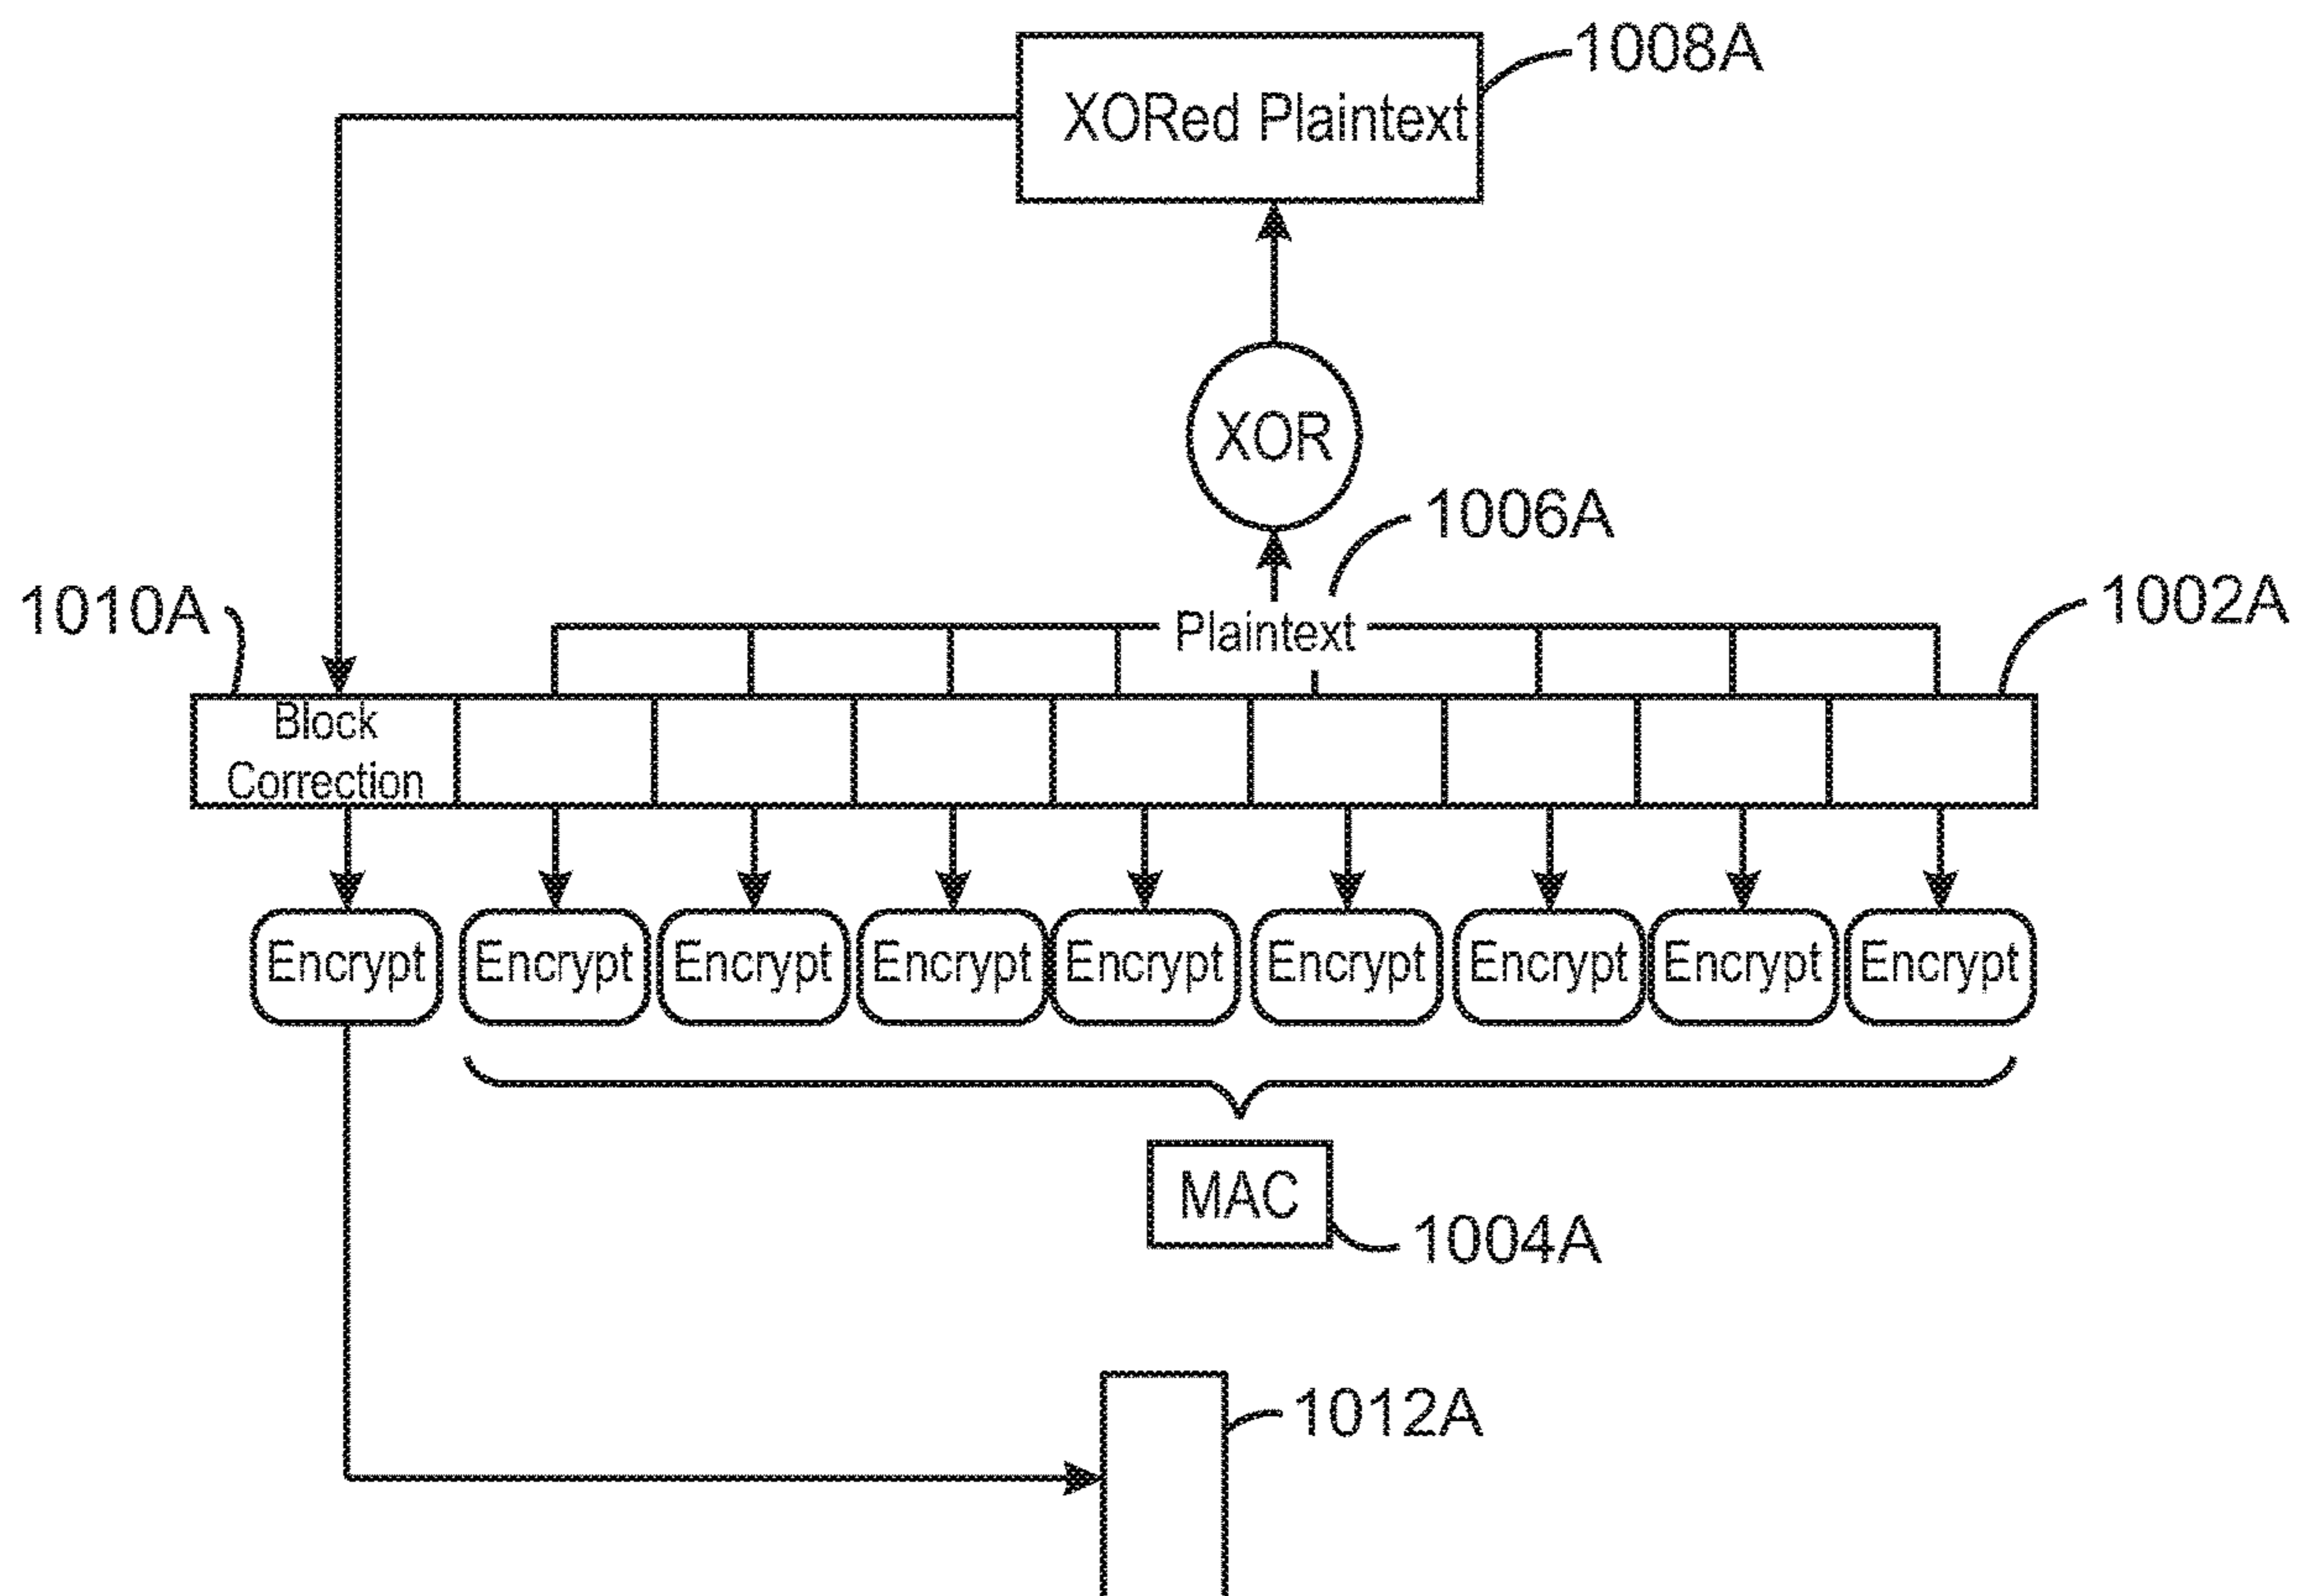 1008A
XORed Plaintext
XOR
1006A
1010A
Plaintext
1002A
Block
Correction
Encrypt Encrypt Encrypt Encrypt Encrypt Encrypt Encrypt Encrypt Encrypt
MAC
1004A
1012A